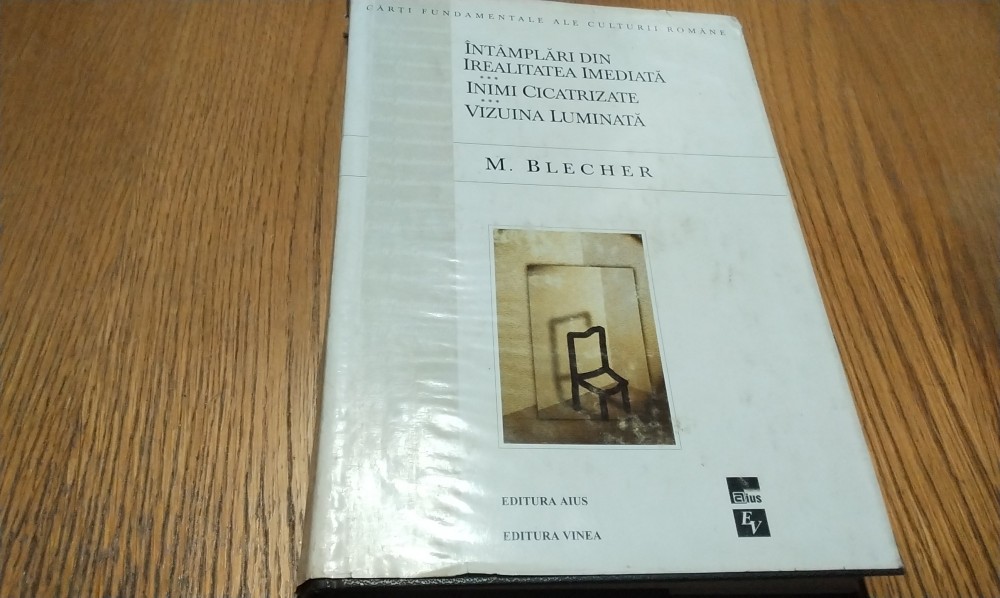 CĂRȚI FUNDAMENTALE ALE CULTURII ROMÂNE
ÎNTÂMPLĂRI DIN
IREALITATEA IMEDIATĂ
***
INIMI CICATRIZATE
***
VIZUINA LUMINATĂ
M. BLECHER
EDITURA AIUS
EDITURA VINEA
aius
EV